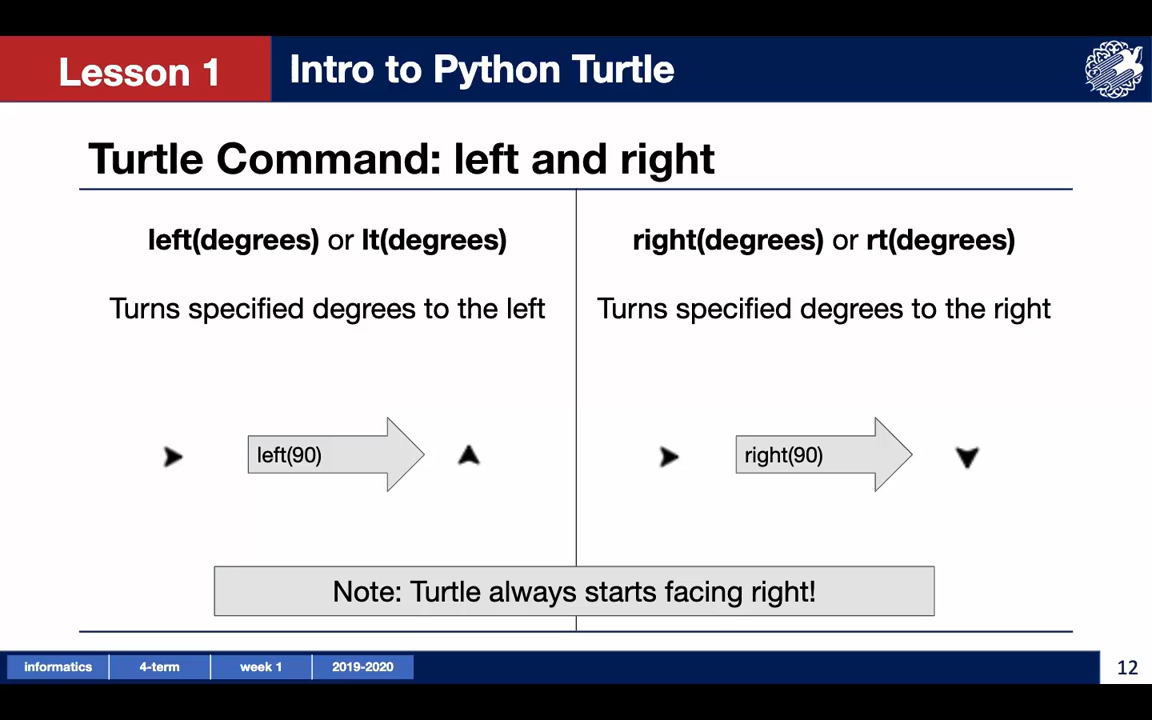 Lesson 1
Intro to Python Turtle
Turtle Command: left and right
left(degrees) or lt(degrees)
Turns specified degrees to the left
left(90)
right(degrees) or rt(degrees)
Turns specified degrees to the right
right(90)
Note: Turtle always starts facing right!
informatics
4-term
week 1
2019-2020
12